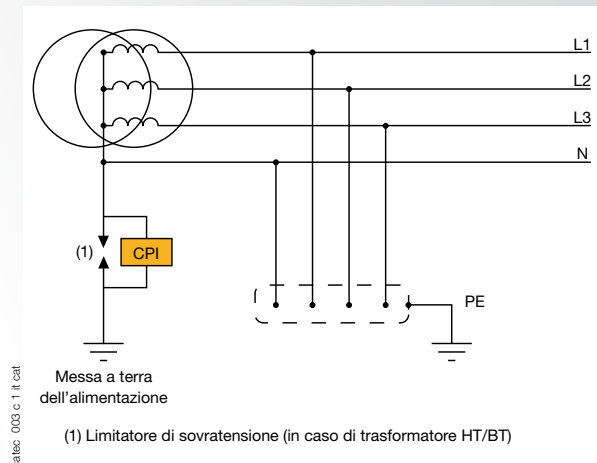 L1
L2
L3
N
(1)
CPI
PE
Messa a terra
dell'alimentazione
(1) Limitatore di sovratensione (in caso di trasformatore HT/BT)
atec 003 c 1 it cat